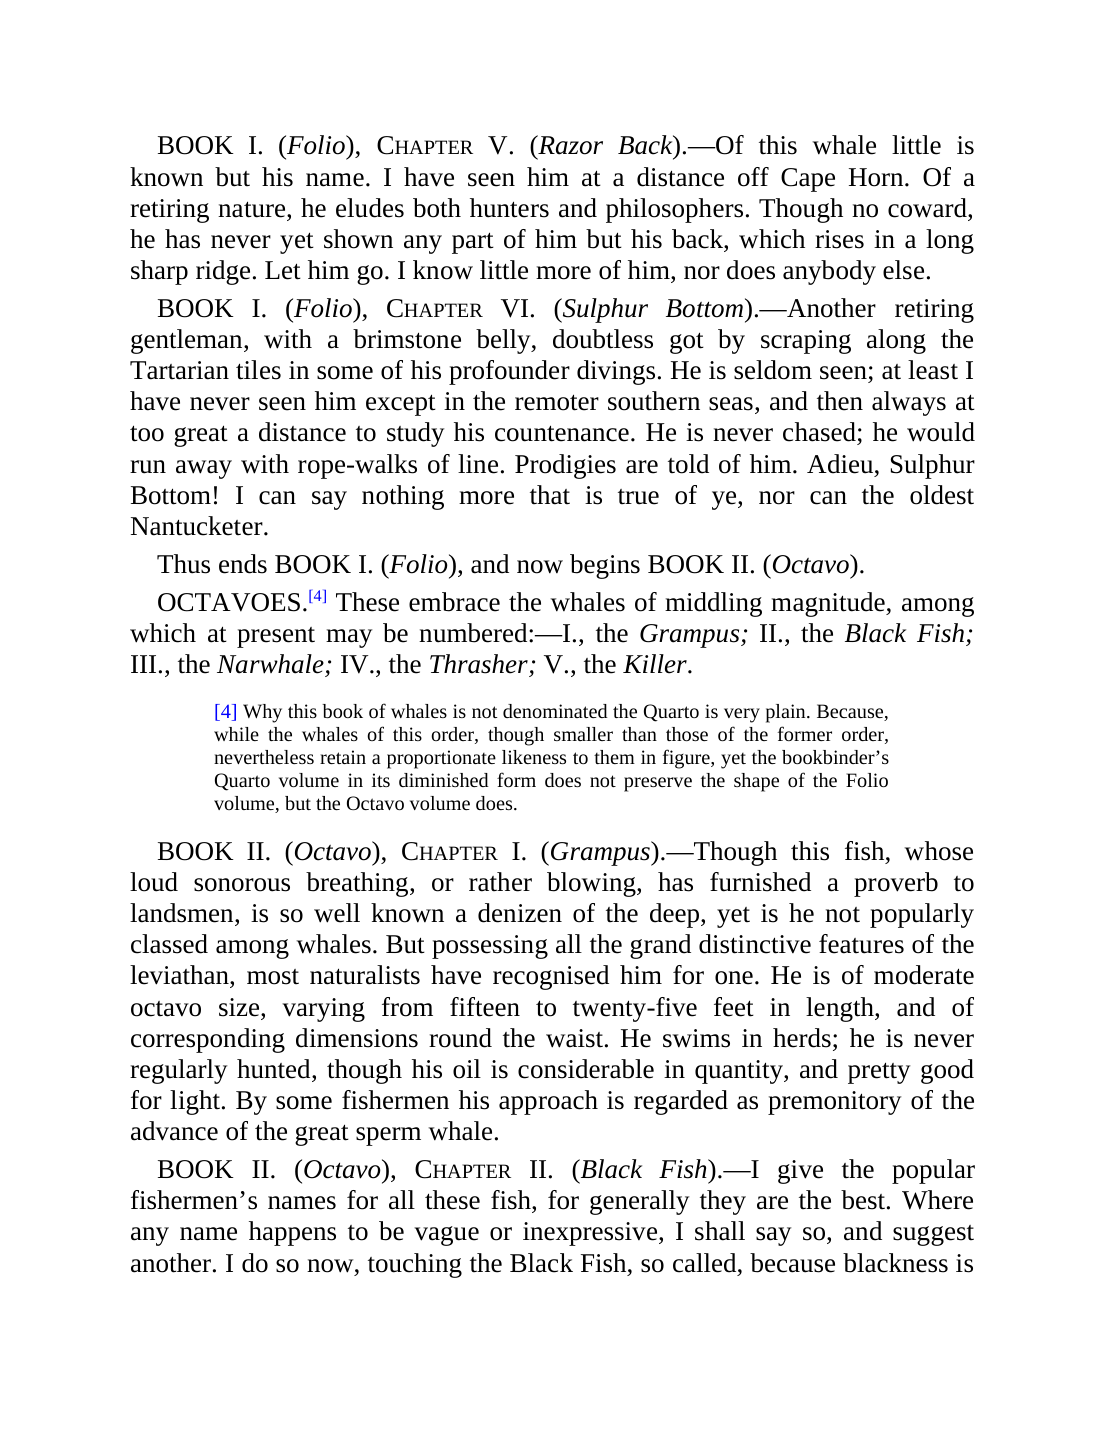 BOOK I. (Folio), CHAPTER V. (Razor Back).—Of this whale little is
known but his name. I have seen him at a distance off Cape Horn. Of a
retiring nature, he eludes both hunters and philosophers. Though no coward,
he has never yet shown any part of him but his back, which rises in a long
sharp ridge. Let him go. I know little more of him, nor does anybody else.
BOOK I. (Folio), CHAPTER VI. (Sulphur Bottom).—Another retiring
gentleman, with a brimstone belly, doubtless got by scraping along the
Tartarian tiles in some of his profounder divings. He is seldom seen; at least I
have never seen him except in the remoter southern seas, and then always at
too great a distance to study his countenance. He is never chased; he would
run away with rope-walks of line. Prodigies are told of him. Adieu, Sulphur
Bottom! I can say nothing more that is true of ye, nor can the oldest
Nantucketer.
Thus ends BOOK I. (Folio), and now begins BOOK II. (Octavo).
OCTAVOES.[4] These embrace the whales of middling magnitude, among
which at present may be numbered:—I., the Grampus; II., the Black Fish;
III., the Narwhale; IV., the Thrasher; V., the Killer.
[4] Why this book of whales is not denominated the Quarto is very plain. Because,
while the whales of this order, though smaller than those of the former order,
nevertheless retain a proportionate likeness to them in figure, yet the bookbinder’s
Quarto volume in its diminished form does not preserve the shape of the Folio
volume, but the Octavo volume does.
BOOK II. (Octavo), CHAPTER I. (Grampus).—Though this fish, whose
loud sonorous breathing, or rather blowing, has furnished a proverb to
landsmen, is so well known a denizen of the deep, yet is he not popularly
classed among whales. But possessing all the grand distinctive features of the
leviathan, most naturalists have recognised him for one. He is of moderate
octavo size, varying from fifteen to twenty-five feet in length, and of
corresponding dimensions round the waist. He swims in herds; he is never
regularly hunted, though his oil is considerable in quantity, and pretty good
for light. By some fishermen his approach is regarded as premonitory of the
advance of the great sperm whale.
BOOK II. (Octavo), CHAPTER II. (Black Fish).—I give the popular
fishermen’s names for all these fish, for generally they are the best. Where
any name happens to be vague or inexpressive, I shall say so, and suggest
another. I do so now, touching the Black Fish, so called, because blackness is